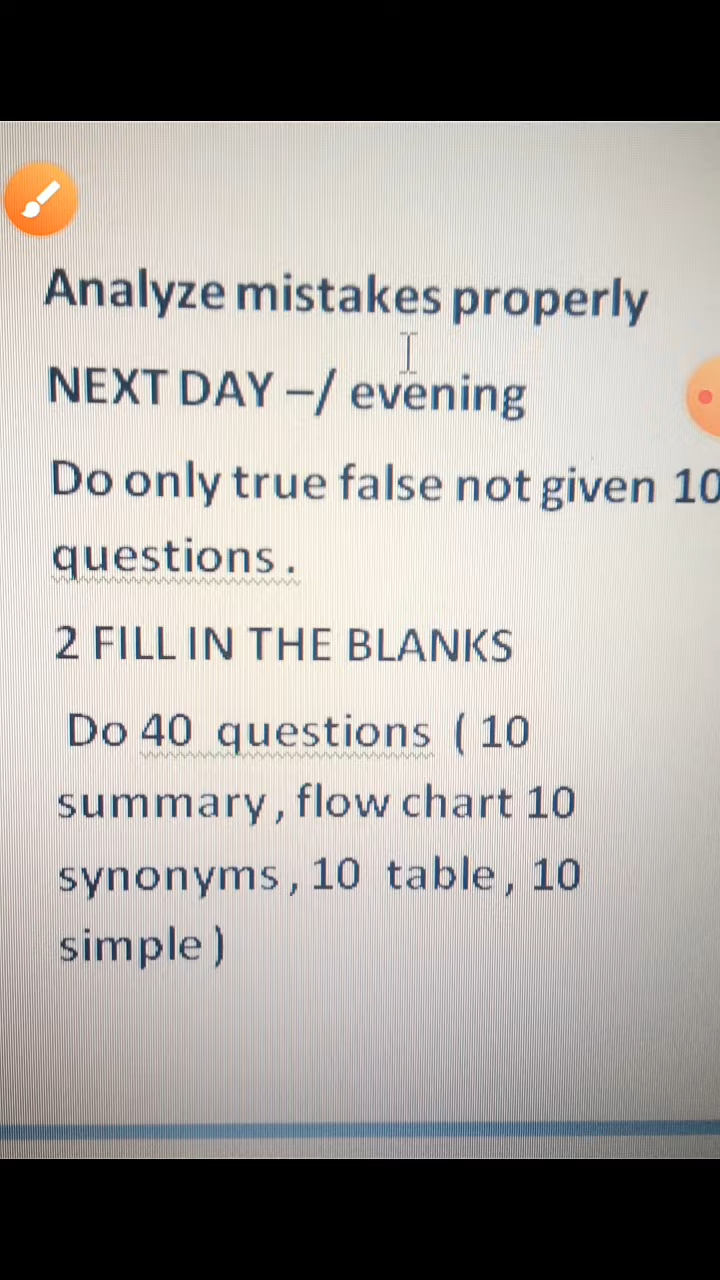 Analyze mistakes properly
NEXT DAY –/ evening
Do only true false not given 10
questions .
2 FILL IN THE BLANKS
Do 40 questions ( 10
summary , flow chart 10
synonyms , 10 table , 10
simple )